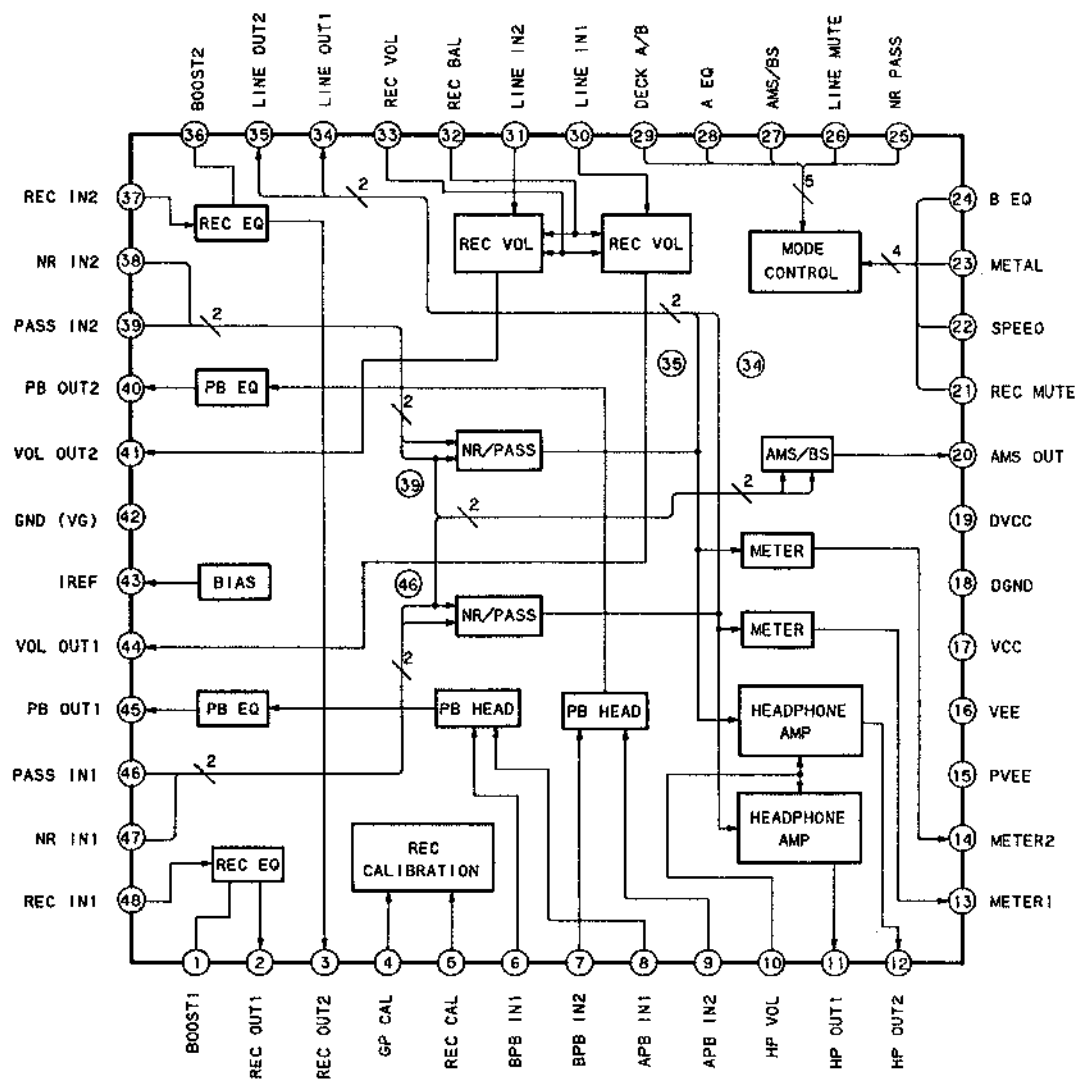 BOOST2
LINE OUT2
LINE OUT1
REC VOL
REC BAL
LINE IN2
LINE IN1
DECK A/B
A EQ
AMS/BS
LINE MUTE
NR PASS
36
35
34
33
32
31
30
29
28
27
26
25
REC IN2
37
REC EQ
2
REC VOL
REC VOL
5
MODE
CONTROL
4
24
B EQ
NR IN2
38
23
METAL
PASS IN2
39
2
2
22
SPEED
35
34
PB OUT2
40
PB EQ
2
21
REC MUTE
VOL OUT2
41
NR/PASS
AMS/BS
20
AMS OUT
39
2
2
GND (VG)
42
19
DVCC
METER
IREF
43
BIAS
46
18
DGND
NR/PASS
METER
VOL OUT1
44
2
17
VCC
PB OUT1
45
PB EQ
PB HEAD
PB HEAD
HEADPHONE
AMP
16
VEE
PASS IN1
46
2
15
PVEE
NR IN1
47
REC
CALIBRATION
HEADPHONE
AMP
14
METER2
REC EQ
REC IN1
48
13
METER1
1
2
3
4
5
6
7
8
9
10
11
12
BOOST1
REC OUT1
REC OUT2
GP CAL
REC CAL
BPB IN1
BPB IN2
APB IN1
APB IN2
HP VOL
HP OUT1
HP OUT2